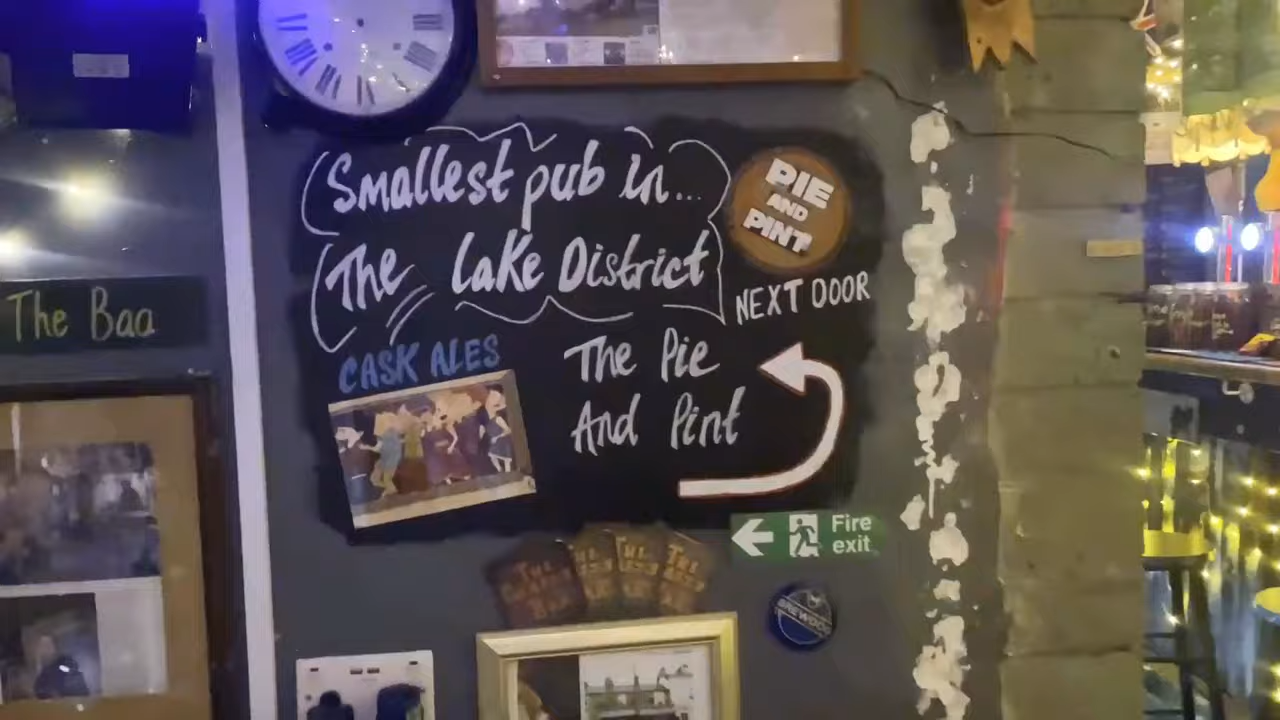 Smallest pub in...
The Lake District
PIE
AND
PINT
NEXT DOOR
CASK ALES
The Pie
And Pint
The Baa
Fire
exit